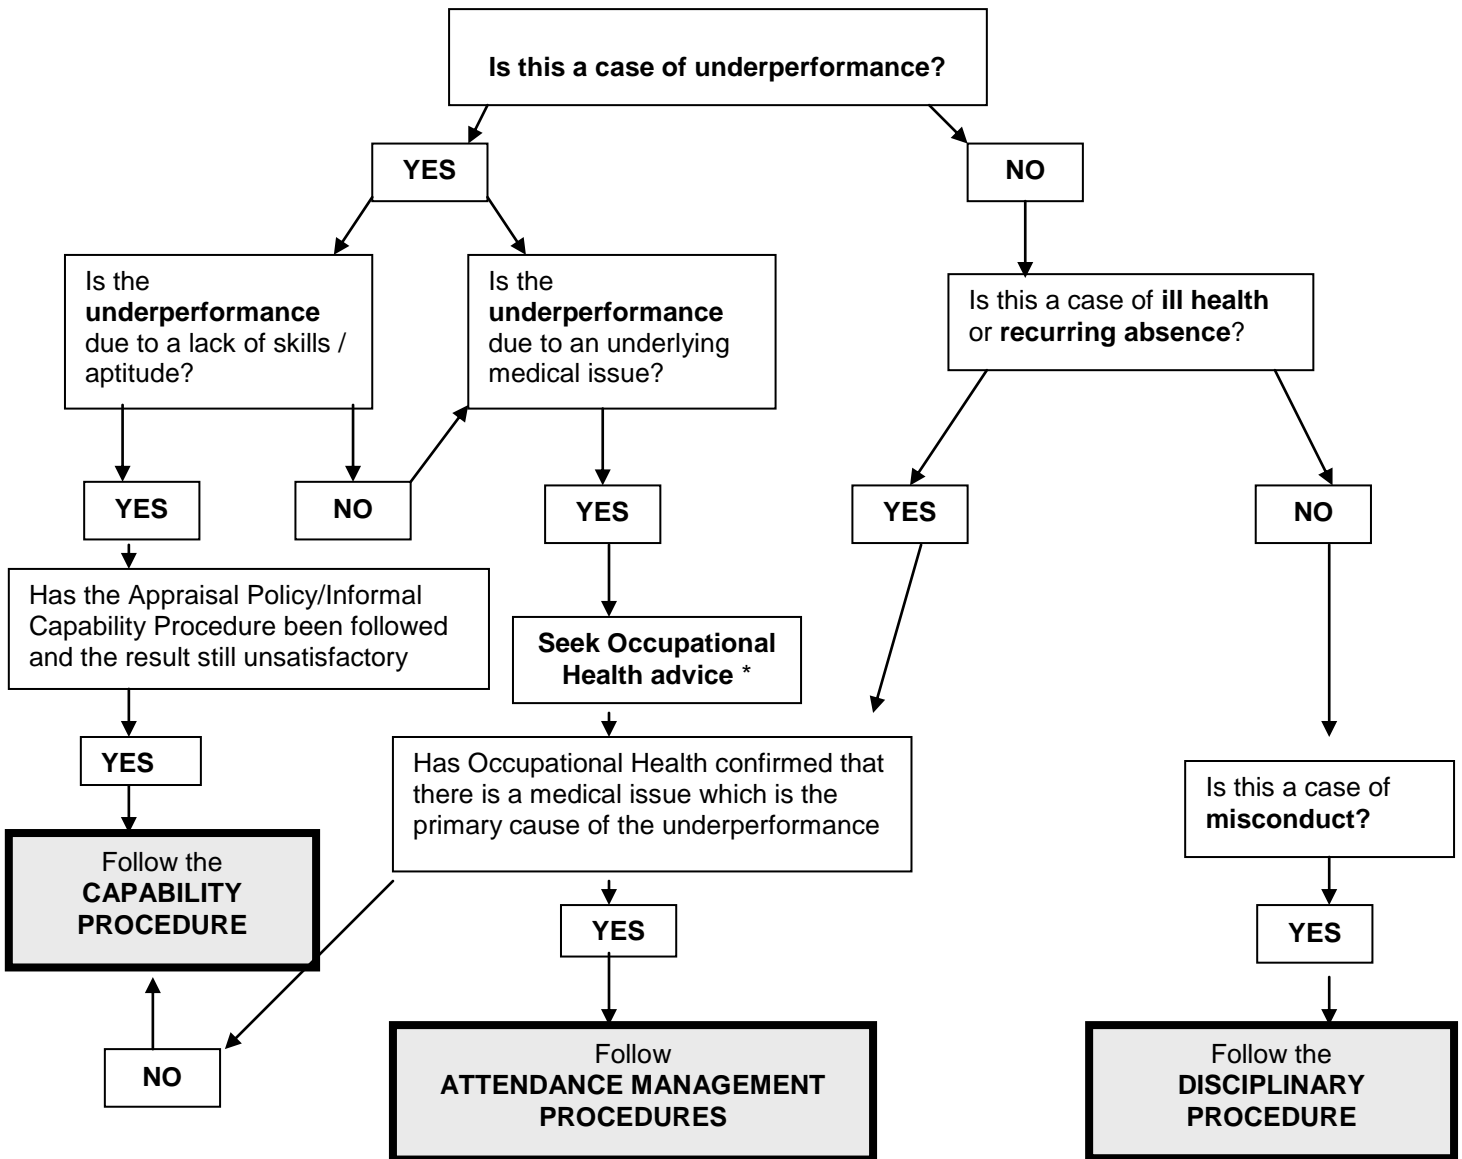 Is this a case of underperformance?
YES
NO
Is the
underperformance
due to a lack of skills /
aptitude?
Is the
underperformance
due to an underlying
medical issue?
Is this a case of ill health
or recurring absence?
YES
NO
YES
YES
NO
Has the Appraisal Policy/Informal
Capability Procedure been followed
and the result still unsatisfactory
Seek Occupational
Health advice *
YES
Has Occupational Health confirmed that
there is a medical issue which is the
primary cause of the underperformance
Is this a case of
misconduct?
Follow the
CAPABILITY
PROCEDURE
YES
YES
NO
Follow
ATTENDANCE MANAGEMENT
PROCEDURES
Follow the
DISCIPLINARY
PROCEDURE